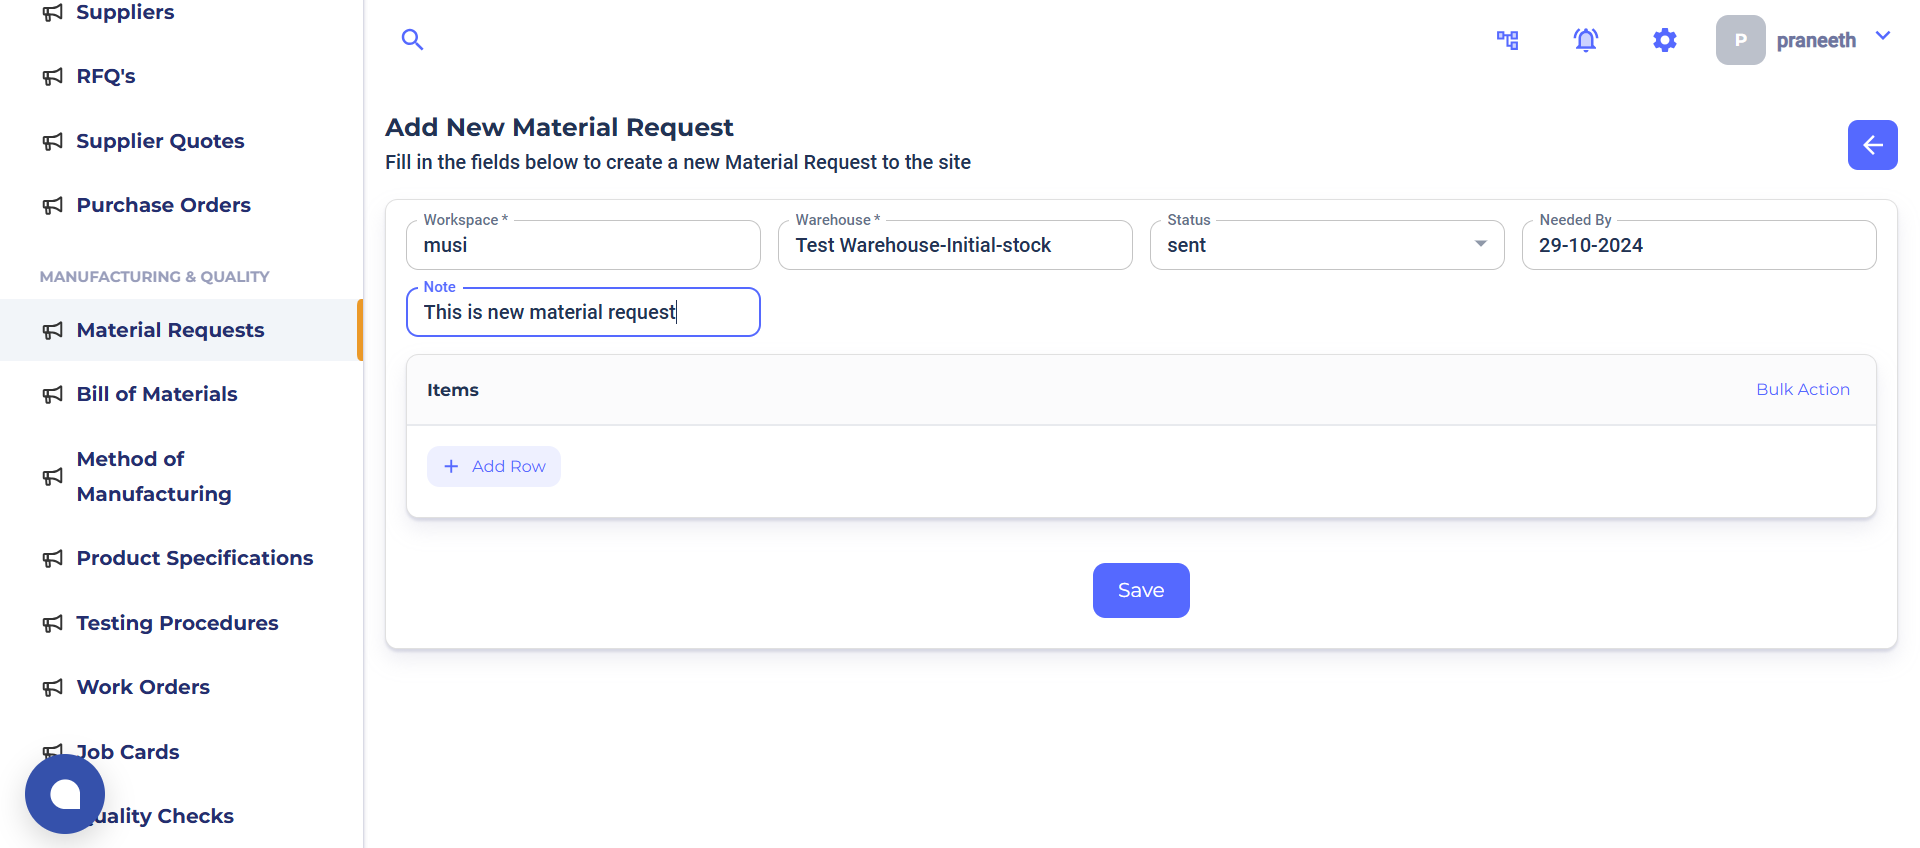 Suppliers
RFQ's
Supplier Quotes
Purchase Orders
MANUFACTURING & QUALITY
Material Requests
Bill of Materials
Method of
Manufacturing
Product Specifications
Testing Procedures
Work Orders
Job Cards
uality Checks
P praneeth
Add New Material Request
Fill in the fields below to create a new Material Request to the site
Workspace * Warehouse * Status Needed By
musi Test Warehouse-Initial-stock sent 29-10-2024
Note
This is new material request
Items Bulk Action
+ Add Row
Save